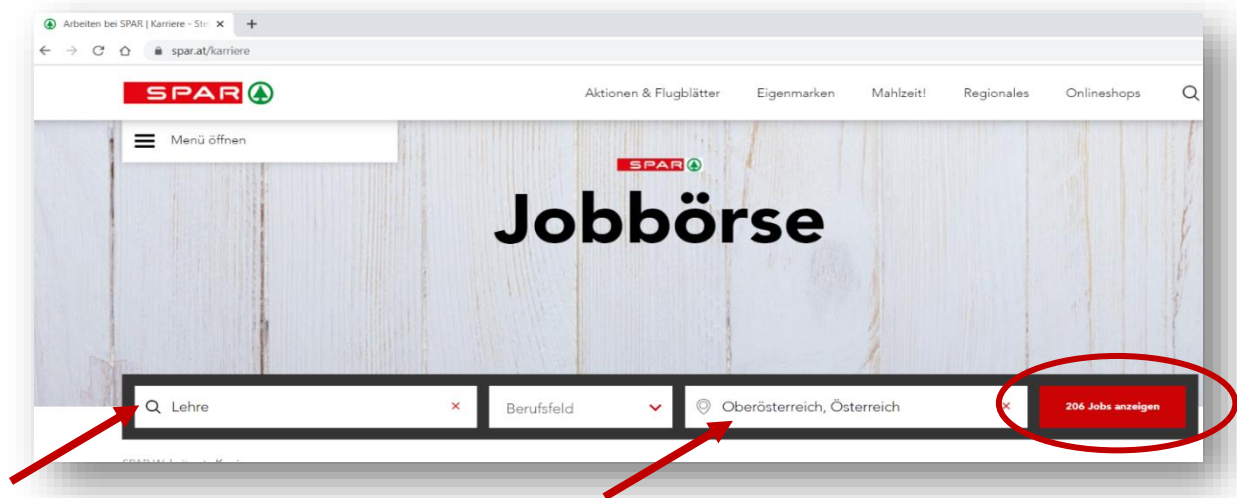 Arbeiten bei SPAR | Karriere - Ste
spar.at/karriere
SPAR
Aktionen & Flugblätter Eigenmarken Mahlzeit! Regionales Onlineshops
Menü öffnen
SPAR
Jobbörse
Lehre Berufsfeld Oberösterreich, Österreich 206 Jobs anzeigen